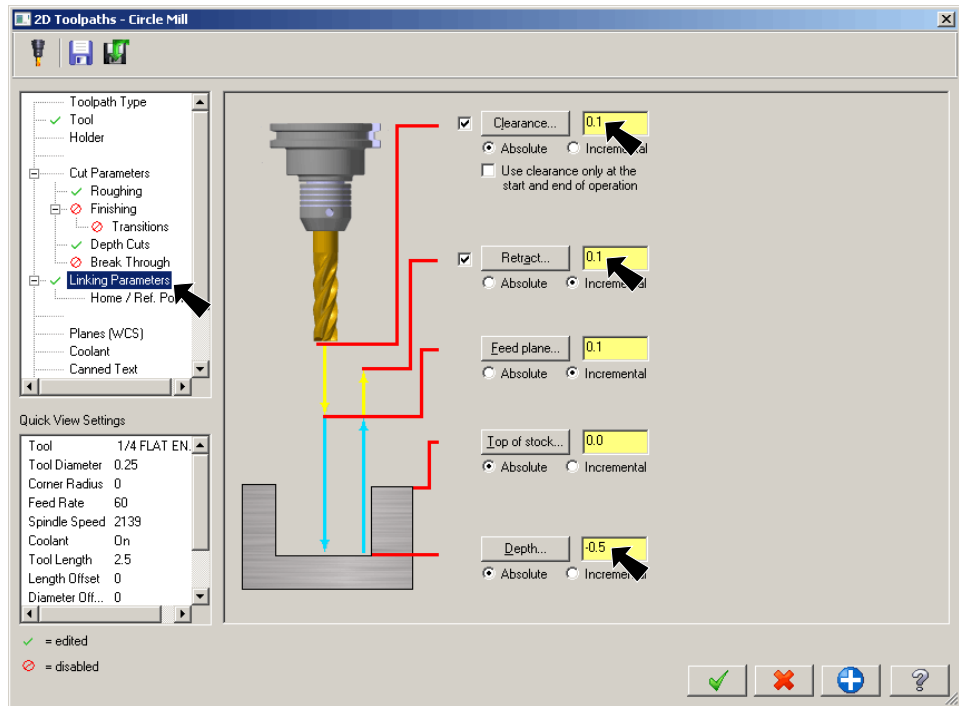 2D Toolpaths - Circle Mill
Toolpath Type
Tool
Holder
Cut Parameters
Roughing
Finishing
Transitions
Depth Cuts
Break Through
Linking Parameters
Home / Ref.
Planes (WCS)
Coolant
Canned Text
Clearance... 0.1
Absolute Incremental
Use clearance only at the
start and end of operation
Retract... 0.1
Absolute Incremental
Feed plane... 0.1
Absolute Incremental
Top of stock... 0.0
Absolute Incremental
Depth... -0.5
Absolute Incremental
Quick View Settings
Tool 1/4 FLAT EN.
Tool Diameter 0.25
Corner Radius 0
Feed Rate 60
Spindle Speed 2139
Coolant On
Tool Length 2.5
Length Offset 0
Diameter Off... 0
= edited
= disabled